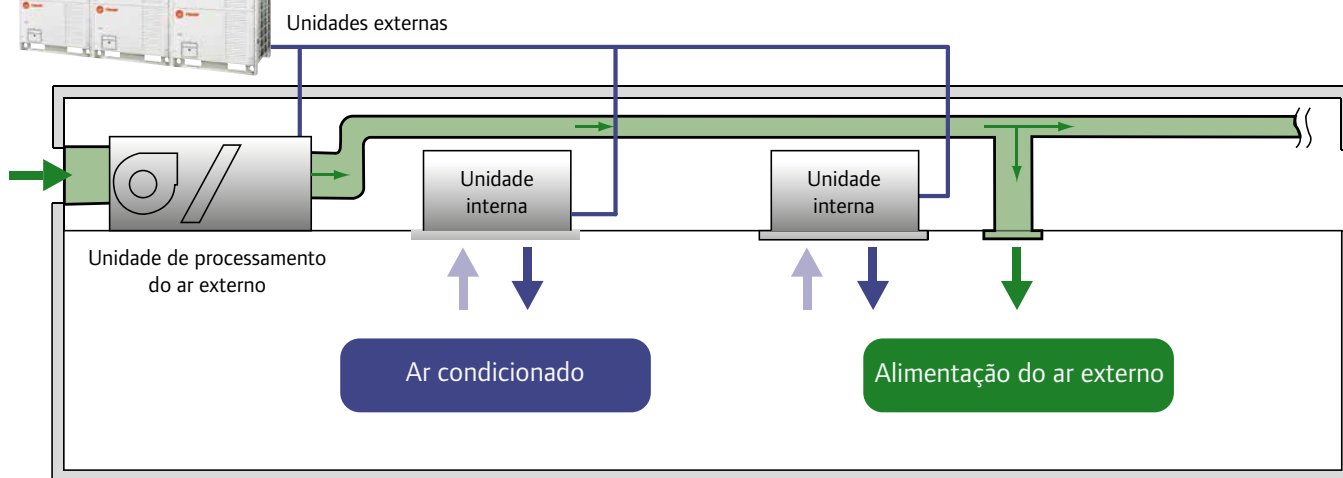 Unidades externas
Unidade
interna
Unidade
interna
Unidade de processamento
do ar externo
Ar condicionado
Alimentação do ar externo